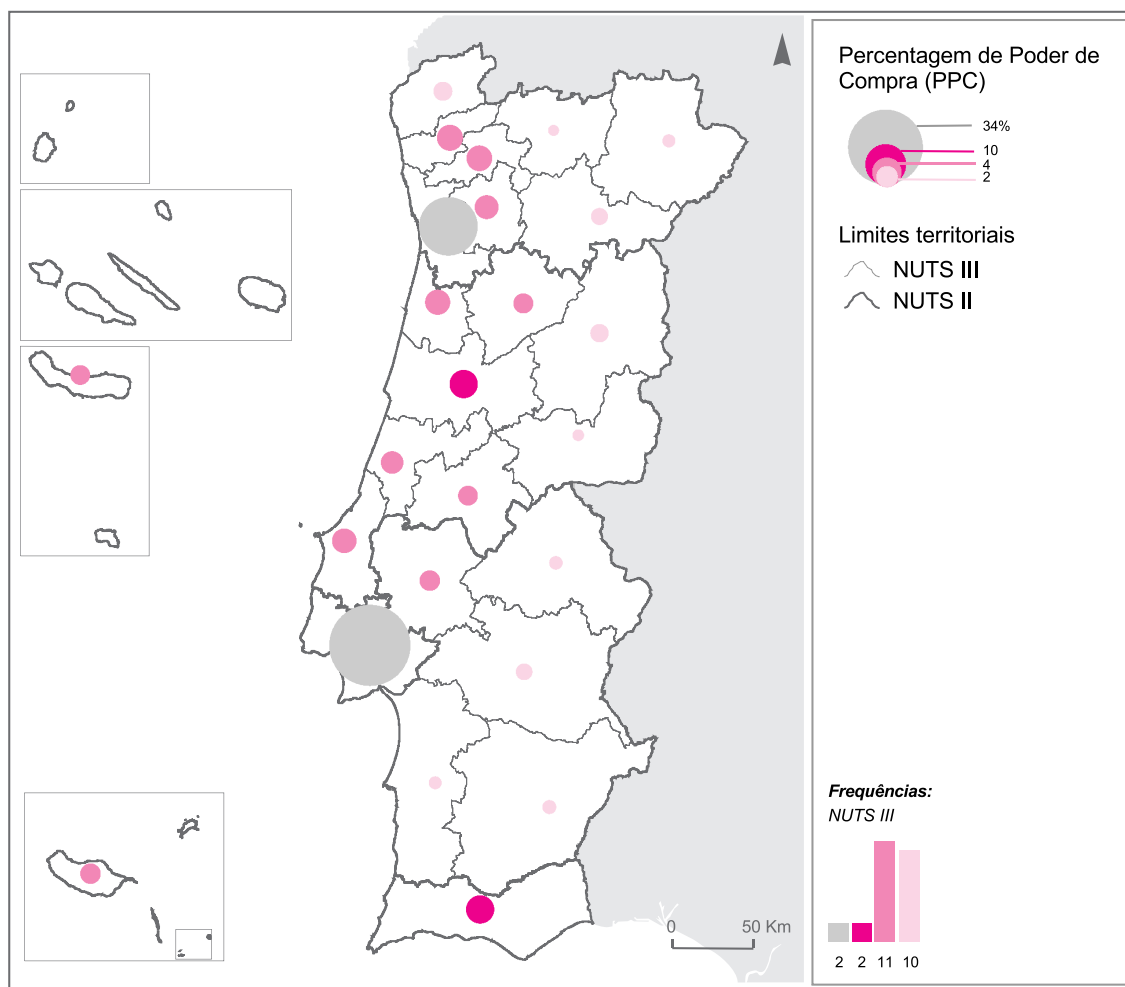 Percentagem de Poder de
Compra (PPC)
34%
10
4
2
Limites territoriais
NUTS III
NUTS II
Frequências:
NUTS III
2 2 11 10
0 50 Km